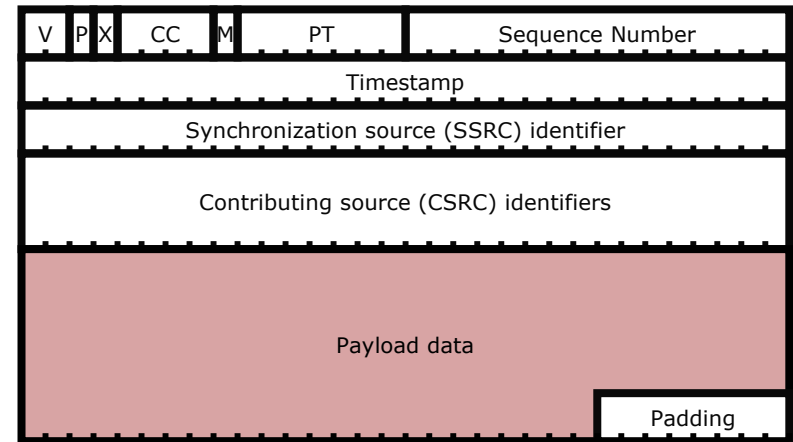 V P X CC M PT Sequence Number
Timestamp
Synchronization source (SSRC) identifier
Contributing source (CSRC) identifiers
Payload data
Padding